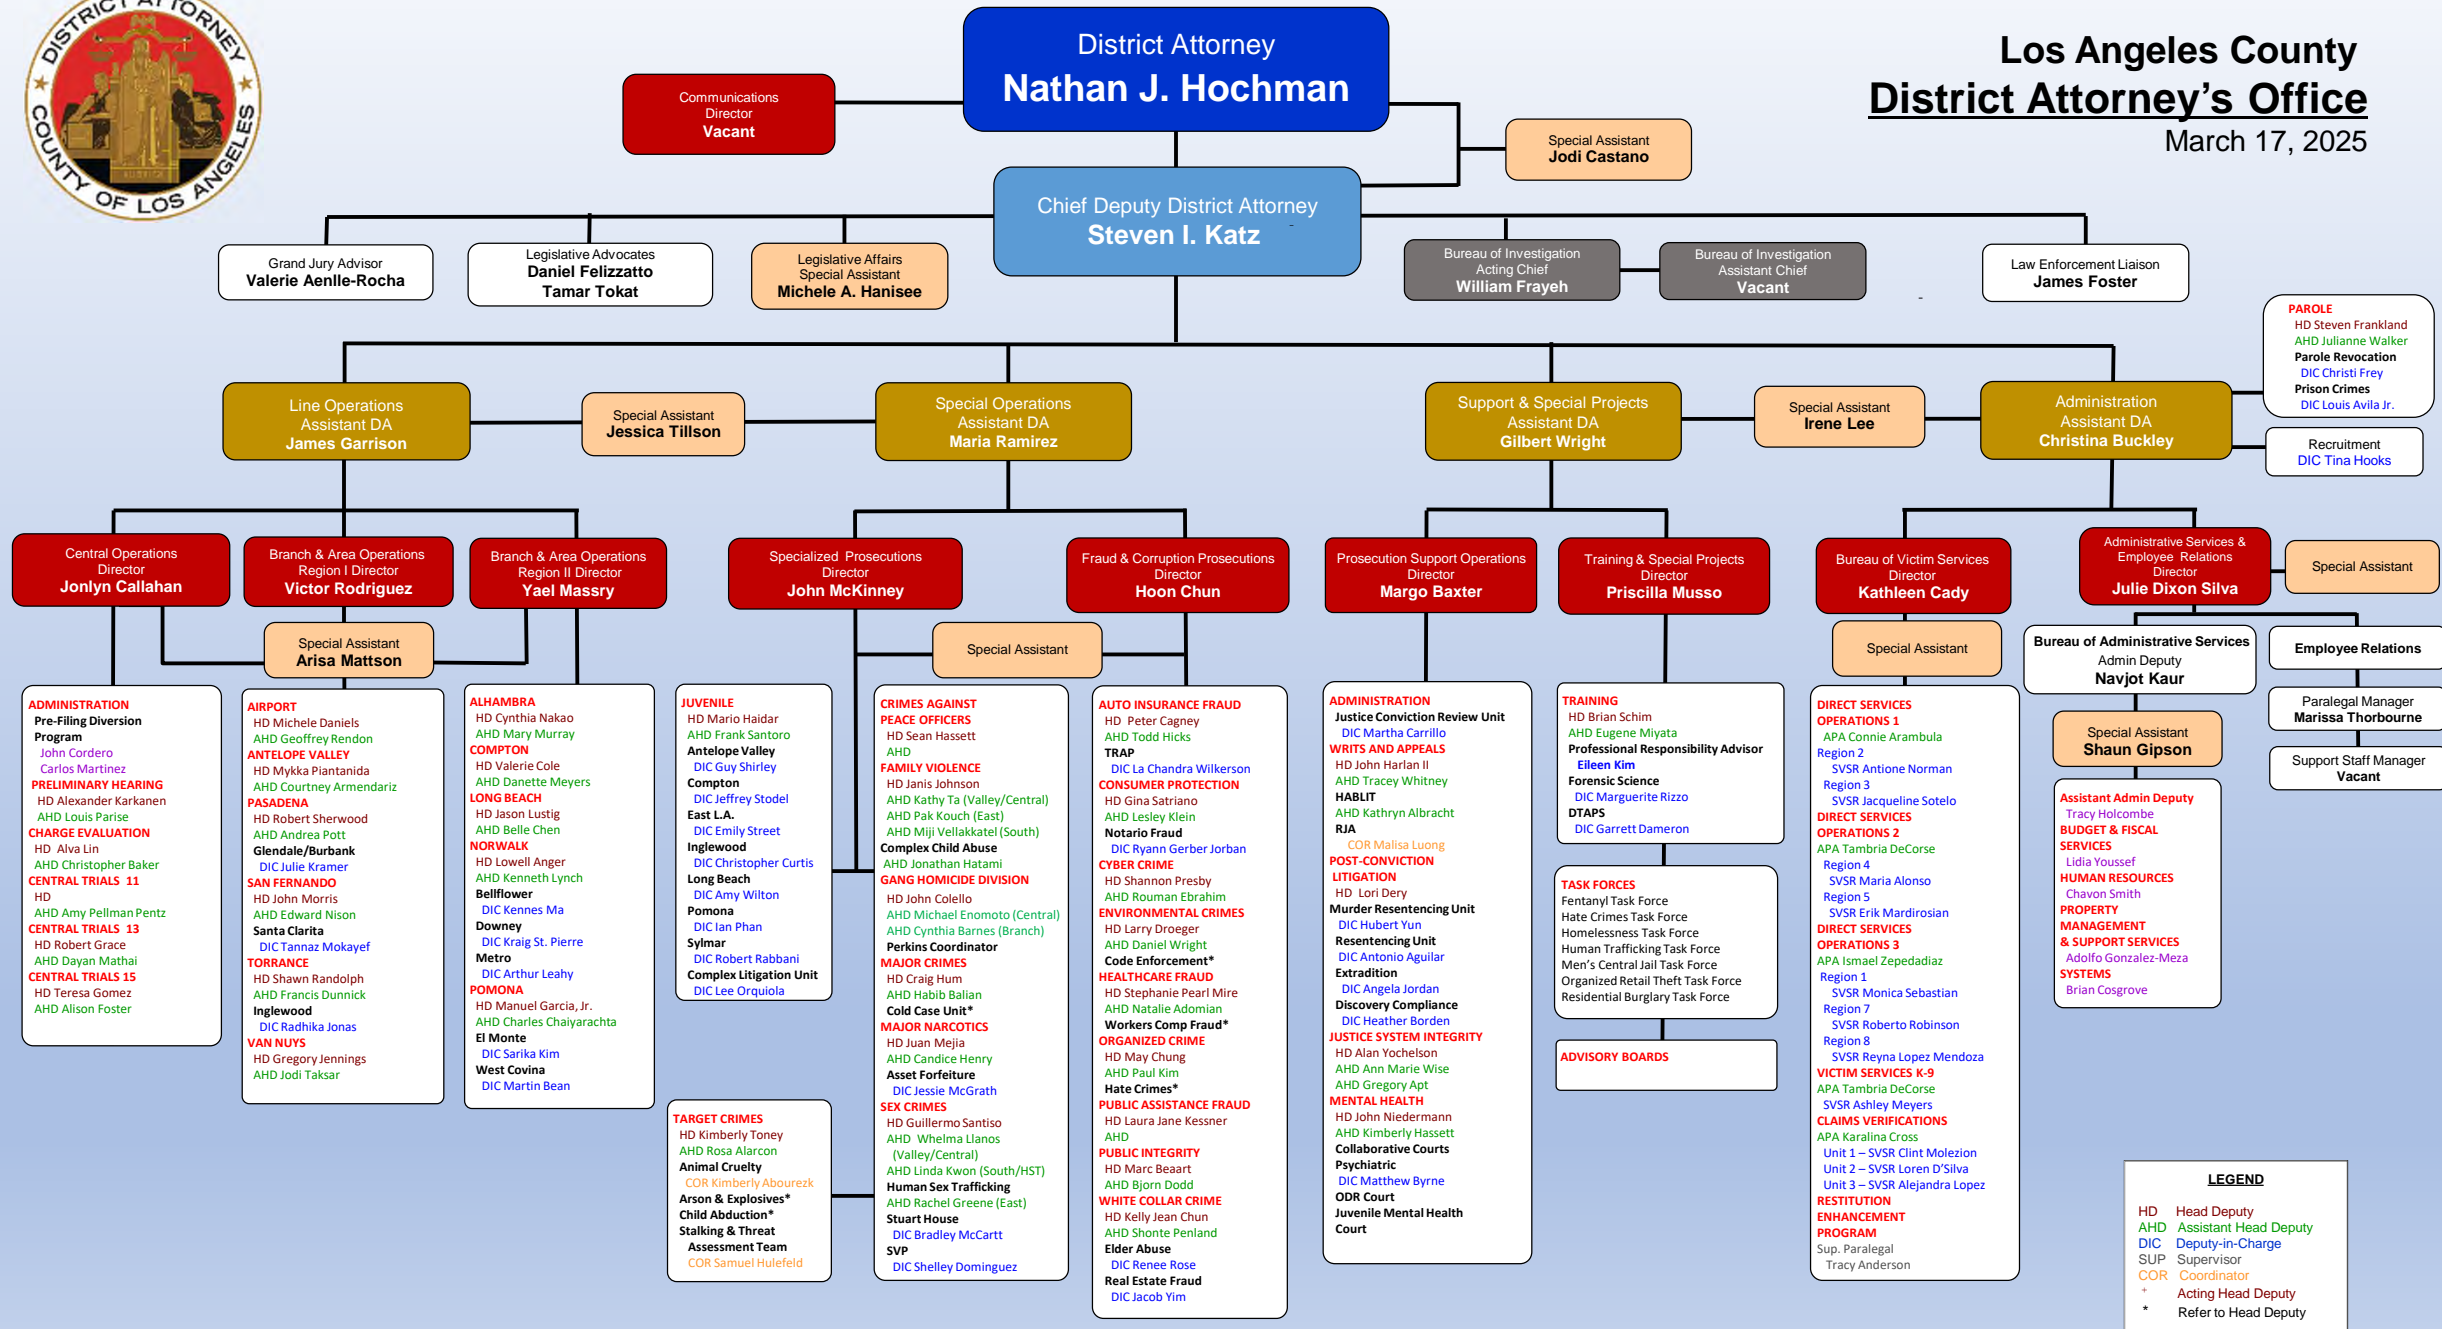 DISTRICT ATTORNEY
COUNTY OF LOS ANGELES
Los Angeles County
District Attorney's Office
March 17, 2025
District Attorney
Nathan J. Hochman
Communications
Director
Vacant
Special Assistant
Jodi Castano
Chief Deputy District Attorney
Steven I. Katz
Grand Jury Advisor
Valerie Aenlle-Rocha
Legislative Advocates
Daniel Felizzatto
Tamar Tokat
Legislative Affairs
Special Assistant
Michele A. Hanisee
Bureau of Investigation
Acting Chief
William Frayeh
Bureau of Investigation
Assistant Chief
Vacant
Law Enforcement Liaison
James Foster
PAROLE
HD Steven Frankland
AHD Julianne Walker
Parole Revocation
DIC Christi Frey
Prison Crimes
DIC Louis Avila Jr.
Recruitment
DIC Tina Hooks
Line Operations
Assistant DA
James Garrison
Special Assistant
Jessica Tillson
Special Operations
Assistant DA
Maria Ramirez
Support & Special Projects
Assistant DA
Gilbert Wright
Special Assistant
Irene Lee
Administration
Assistant DA
Christina Buckley
Central Operations
Director
Jonlyn Callahan
Branch & Area Operations
Region I Director
Victor Rodriguez
Branch & Area Operations
Region II Director
Yael Massry
Specialized Prosecutions
Director
John McKinney
Fraud & Corruption Prosecutions
Director
Hoon Chun
Prosecution Support Operations
Director
Margo Baxter
Training & Special Projects
Director
Priscilla Musso
Bureau of Victim Services
Director
Kathleen Cady
Administrative Services &
Employee Relations
Director
Julie Dixon Silva
Special Assistant
Special Assistant
Arisa Mattson
Special Assistant
Special Assistant
Bureau of Administrative Services
Admin Deputy
Navjot Kaur
Employee Relations
Paralegal Manager
Marissa Thorbourne
Special Assistant
Shaun Gipson
Support Staff Manager
Vacant
ADMINISTRATION
Pre-Filing Diversion
Program
John Cordero
Carlos Martinez
PRELIMINARY HEARING
HD Alexander Karkanen
AHD Louis Parise
CHARGE EVALUATION
HD Alva Lin
AHD Christopher Baker
CENTRAL TRIALS 11
HD
AHD Amy Pellman Pentz
CENTRAL TRIALS 13
HD Robert Grace
AHD Dayan Mathai
CENTRAL TRIALS 15
HD Teresa Gomez
AHD Alison Foster
AIRPORT
HD Michele Daniels
AHD Geoffrey Rendon
ANTELOPE VALLEY
HD Mykka Piantanida
AHD Courtney Armendariz
PASADENA
HD Robert Sherwood
AHD Andrea Pott
Glendale/Burbank
DIC Julie Kramer
SAN FERNANDO
HD John Morris
AHD Edward Nison
Santa Clarita
DIC Tannaz Mokayef
TORRANCE
HD Shawn Randolph
AHD Francis Dunnick
Inglewood
DIC Radhika Jonas
VAN NUYS
HD Gregory Jennings
AHD Jodi Taksar
ALHAMBRA
HD Cynthia Nakao
AHD Mary Murray
COMPTON
HD Valerie Cole
AHD Danette Meyers
LONG BEACH
HD Jason Lustig
AHD Belle Chen
NORWALK
HD Lowell Anger
AHD Kenneth Lynch
Bellflower
DIC Kennes Ma
Downey
DIC Kraig St. Pierre
Metro
DIC Arthur Leahy
POMONA
HD Manuel Garcia, Jr.
AHD Charles Chaiyarachta
El Monte
DIC Sarika Kim
West Covina
DIC Martin Bean
JUVENILE
HD Mario Haidar
AHD Frank Santoro
Antelope Valley
DIC Guy Shirley
Compton
DIC Jeffrey Stodel
East L.A.
DIC Emily Street
Inglewood
DIC Christopher Curtis
Long Beach
DIC Amy Wilton
Pomona
DIC Ian Phan
Sylmar
DIC Robert Rabbani
Complex Litigation Unit
DIC Lee Orquiola
TARGET CRIMES
HD Kimberly Toney
AHD Rosa Alarcon
Animal Cruelty
COR Kimberly Abourezk
Arson & Explosives*
Child Abduction*
Stalking & Threat
Assessment Team
COR Samuel Hulefeld
CRIMES AGAINST
PEACE OFFICERS
HD Sean Hassett
AHD
FAMILY VIOLENCE
HD Janis Johnson
AHD Kathy Ta (Valley/Central)
AHD Pak Kouch (East)
AHD Miji Vellakkatel (South)
Complex Child Abuse
AHD Jonathan Hatami
GANG HOMICIDE DIVISION
HD John Colello
AHD Michael Enomoto (Central)
AHD Cynthia Barnes (Branch)
Perkins Coordinator
MAJOR CRIMES
HD Craig Hum
AHD Habib Balian
Cold Case Unit*
MAJOR NARCOTICS
HD Juan Mejia
AHD Candice Henry
Asset Forfeiture
DIC Jessie McGrath
SEX CRIMES
HD Guillermo Santiso
AHD Whelma Llanos
(Valley/Central)
AHD Linda Kwon (South/HST)
Human Sex Trafficking
AHD Rachel Greene (East)
Stuart House
DIC Bradley McCartt
SVP
DIC Shelley Dominguez
AUTO INSURANCE FRAUD
HD Peter Cagney
AHD Todd Hicks
TRAP
DIC La Chandra Wilkerson
CONSUMER PROTECTION
HD Gina Satriano
AHD Lesley Klein
Notario Fraud
DIC Ryann Gerber Jorban
CYBER CRIME
HD Shannon Presby
AHD Rouman Ebrahim
ENVIRONMENTAL CRIMES
HD Larry Droeger
AHD Daniel Wright
Code Enforcement*
HEALTHCARE FRAUD
HD Stephanie Pearl Mire
AHD Natalie Adomian
Workers Comp Fraud*
ORGANIZED CRIME
HD May Chung
AHD Paul Kim
Hate Crimes*
PUBLIC ASSISTANCE FRAUD
HD Laura Jane Kessner
AHD
PUBLIC INTEGRITY
HD Marc Beaart
AHD Bjorn Dodd
WHITE COLLAR CRIME
HD Kelly Jean Chun
AHD Shonte Penland
Elder Abuse
DIC Renee Rose
Real Estate Fraud
DIC Jacob Yim
ADMINISTRATION
Justice Conviction Review Unit
DIC Martha Carrillo
WRITS AND APPEALS
HD John Harlan II
AHD Tracey Whitney
HABLIT
AHD Kathryn Albracht
RJA
COR Malisa Luong
POST-CONVICTION
LITIGATION
HD Lori Dery
Murder Resentencing Unit
DIC Hubert Yun
Resentencing Unit
DIC Antonio Aguilar
Extradition
DIC Angela Jordan
Discovery Compliance
DIC Heather Borden
JUSTICE SYSTEM INTEGRITY
HD Alan Yochelson
AHD Ann Marie Wise
AHD Gregory Apt
MENTAL HEALTH
HD John Niedermann
AHD Kimberly Hassett
Collaborative Courts
Psychiatric
DIC Matthew Byrne
ODR Court
Juvenile Mental Health
Court
TRAINING
HD Brian Schim
AHD Eugene Miyata
Professional Responsibility Advisor
Eileen Kim
Forensic Science
DIC Marguerite Rizzo
DTAPS
DIC Garrett Dameron
TASK FORCES
Fentanyl Task Force
Hate Crimes Task Force
Homelessness Task Force
Human Trafficking Task Force
Men's Central Jail Task Force
Organized Retail Theft Task Force
Residential Burglary Task Force
ADVISORY BOARDS
DIRECT SERVICES
OPERATIONS 1
APA Connie Arambula
Region 2
SVSR Antione Norman
Region 3
SVSR Jacqueline Sotelo
DIRECT SERVICES
OPERATIONS 2
APA Tambria DeCorse
Region 4
SVSR Maria Alonso
Region 5
SVSR Erik Mardirosian
DIRECT SERVICES
OPERATIONS 3
APA Ismael Zepedadiaz
Region 1
SVSR Monica Sebastian
Region 7
SVSR Roberto Robinson
Region 8
SVSR Reyna Lopez Mendoza
VICTIM SERVICES K-9
APA Tambria DeCorse
SVSR Ashley Meyers
CLAIMS VERIFICATIONS
APA Karalina Cross
Unit 1 – SVSR Clint Molezion
Unit 2 – SVSR Loren D'Silva
Unit 3 – SVSR Alejandra Lopez
RESTITUTION
ENHANCEMENT
PROGRAM
Sup. Paralegal
Tracy Anderson
Assistant Admin Deputy
Tracy Holcombe
BUDGET & FISCAL
SERVICES
Lidia Youssef
HUMAN RESOURCES
Chavon Smith
PROPERTY
MANAGEMENT
& SUPPORT SERVICES
Adolfo Gonzalez-Meza
SYSTEMS
Brian Cosgrove
LEGEND
HD Head Deputy
AHD Assistant Head Deputy
DIC Deputy-in-Charge
SUP Supervisor
COR Coordinator
+ Acting Head Deputy
* Refer to Head Deputy